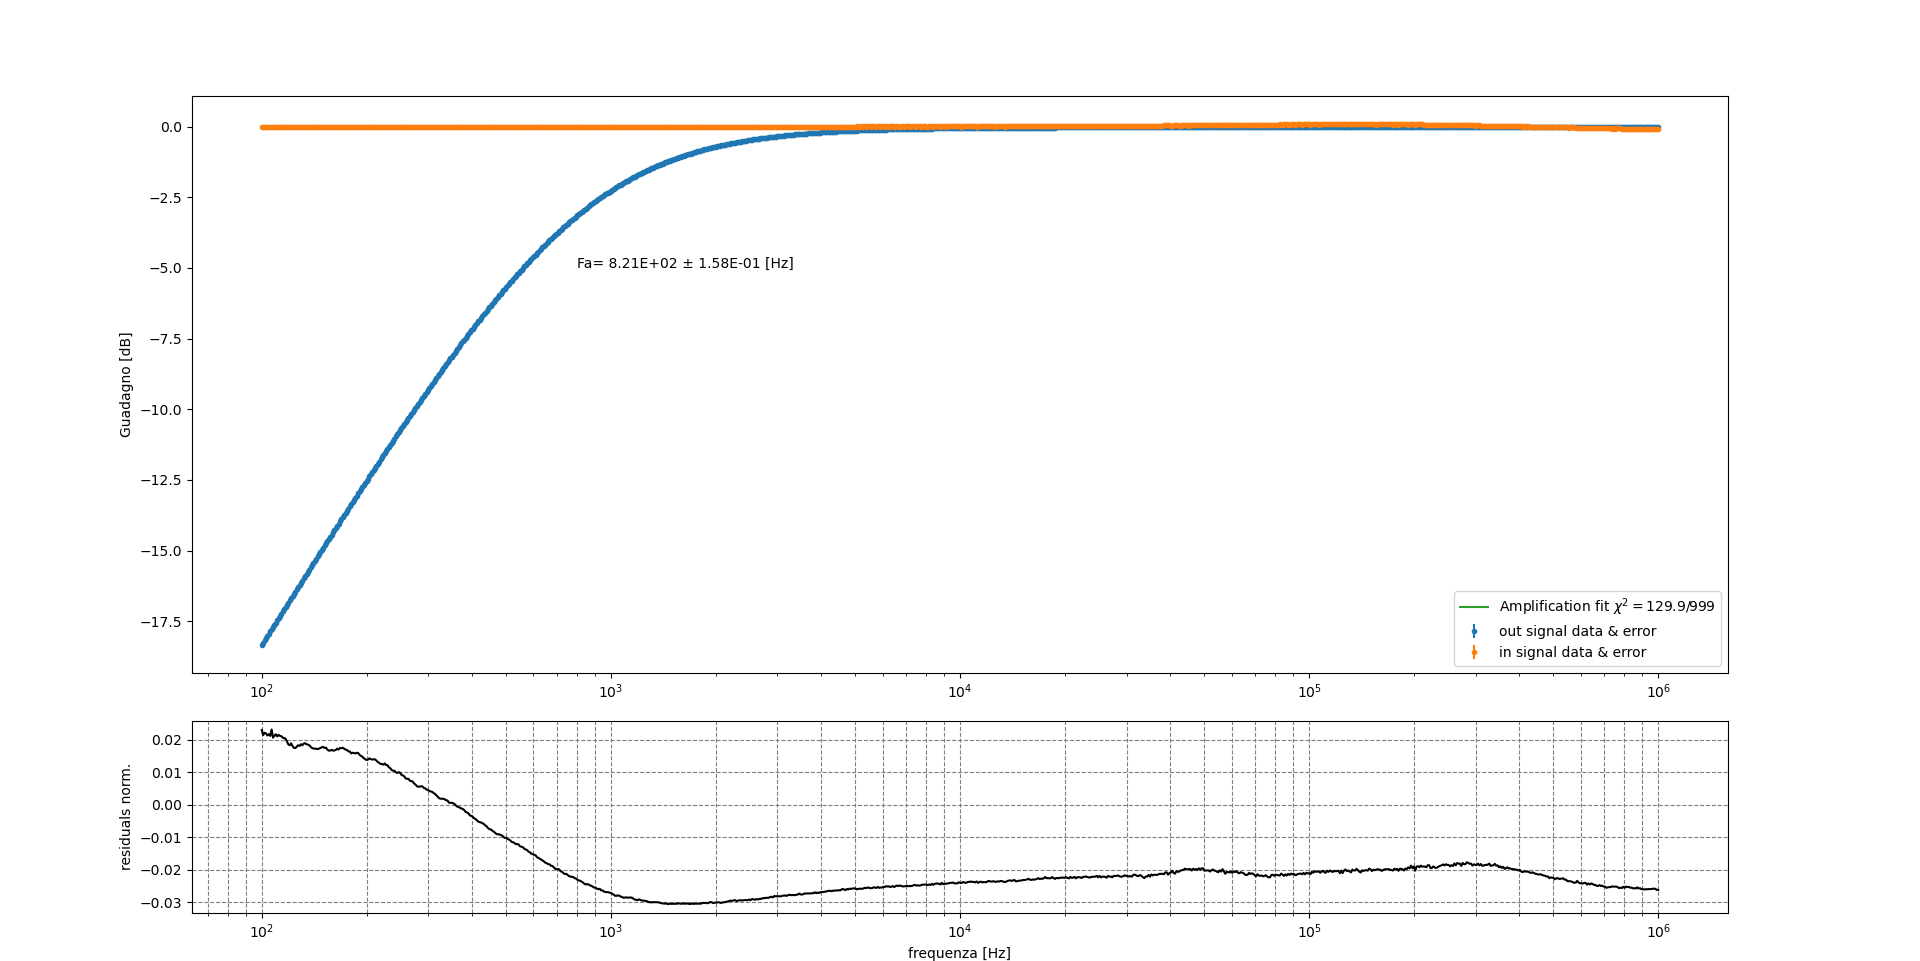 0.0
−2.5
−5.0
−7.5
−10.0
−12.5
−15.0
−17.5
Guadagno [dB]
Fa= 8.21E+02 ± 1.58E-01 [Hz]
Amplification fit χ² = 129.9/999
out signal data & error
in signal data & error
10² 10³ 10⁴ 10⁵ 10⁶
0.02
0.01
0.00
−0.01
−0.02
−0.03
residuals norm.
10² 10³ 10⁴ 10⁵ 10⁶
frequenza [Hz]